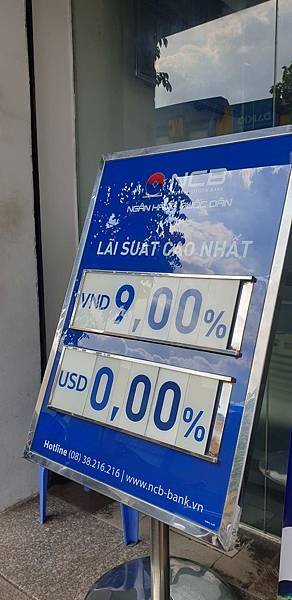 NCB
NGÂN HÀNG QUỐC DÂN
LÃI SUẤT CAO NHẤT
VND 9,00%
USD 0,00%
Hotline (08) 38.216.216 | www.ncb-bank.vn